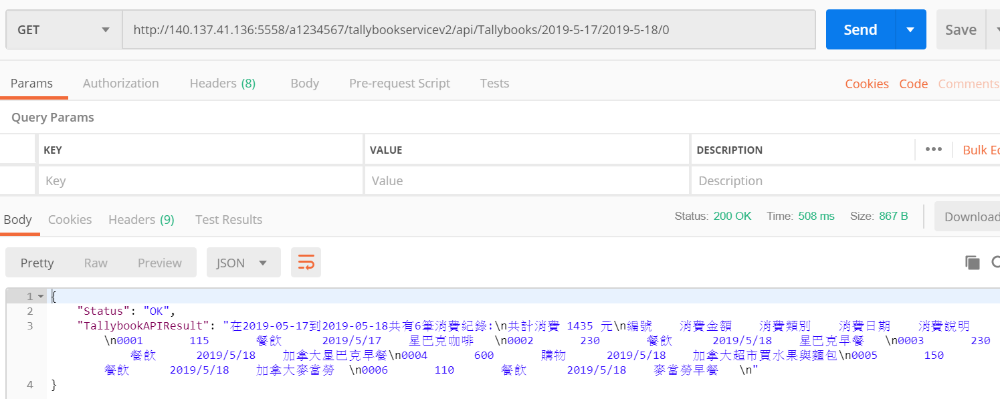 GET http://140.137.41.136:5558/a1234567/tallybookservicev2/api/Tallybooks/2019-5-17/2019-5-18/0 Send Save
Params Authorization Headers (8) Body Pre-request Script Tests Cookies Code Comments
Query Params
KEY VALUE DESCRIPTION ••• Bulk Ec
Key Value Description
Body Cookies Headers (9) Test Results Status: 200 OK Time: 508 ms Size: 867 B Download
Pretty Raw Preview JSON
1 {
2 "Status": "OK",
3 "TallybookAPIResult": "在2019-05-17到2019-05-18共有6筆消費紀錄:\n共計消費 1435 元\n編號 消費金額 消費類別 消費日期 消費說明
\n0001 115 餐飲 2019/5/17 星巴克咖啡 \n0002 230 餐飲 2019/5/18 星巴克早餐 \n0003 230
餐飲 2019/5/18 加拿大星巴克早餐\n0004 600 購物 2019/5/18 加拿大超市買水果與麵包\n0005 150
餐飲 2019/5/18 加拿大麥當勞 \n0006 110 餐飲 2019/5/18 麥當勞早餐 \n"
4 }